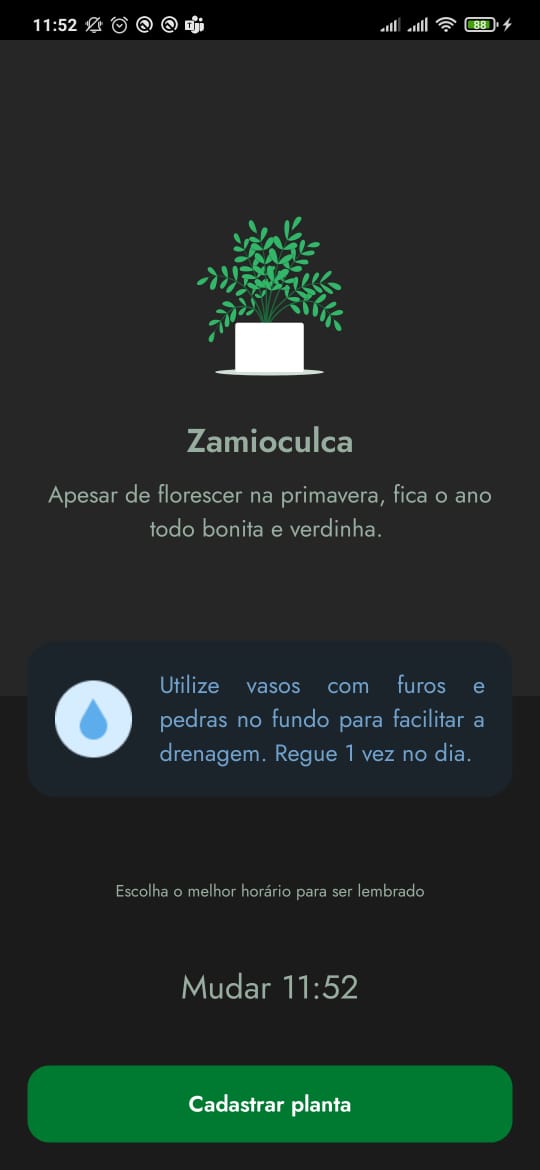 11:52
88
Zamioculca
Apesar de florescer na primavera, fica o ano
todo bonita e verdinha.
Utilize vasos com furos e
pedras no fundo para facilitar a
drenagem. Regue 1 vez no dia.
Escolha o melhor horário para ser lembrado
Mudar 11:52
Cadastrar planta